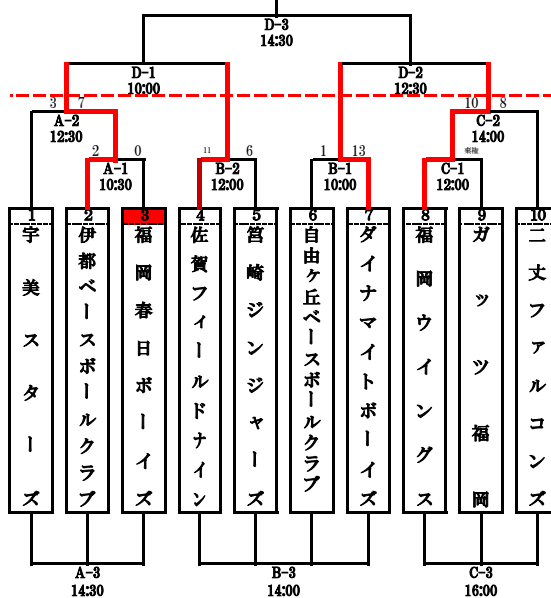 D-3
14:30
D-1
10:00
D-2
12:30
3 7
A-2
12:30
10 8
C-2
14:00
2 0
A-1
10:30
11 6
B-2
12:00
1 13
B-1
10:00
棄権
C-1
12:00
1
宇美スターズ
2
伊都ベースボールクラブ
3
福岡春日ボーイズ
4
佐賀フィールドナイン
5
筥崎ジンジャーズ
6
自由ヶ丘ベースボールクラブ
7
ダイナマイトボーイズ
8
福岡ウイングス
9
ガッツ福岡
10
二丈ファルコンズ
A-3
14:30
B-3
14:00
C-3
16:00